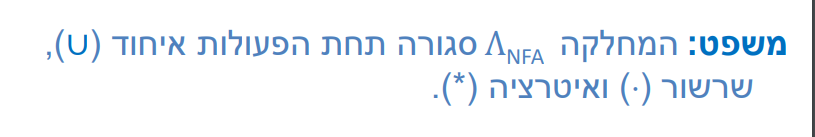 משפט: המחלקה Λ_NFA סגורה תחת הפעולות איחוד (∪),
שרשור (·) ואיטרציה (*).